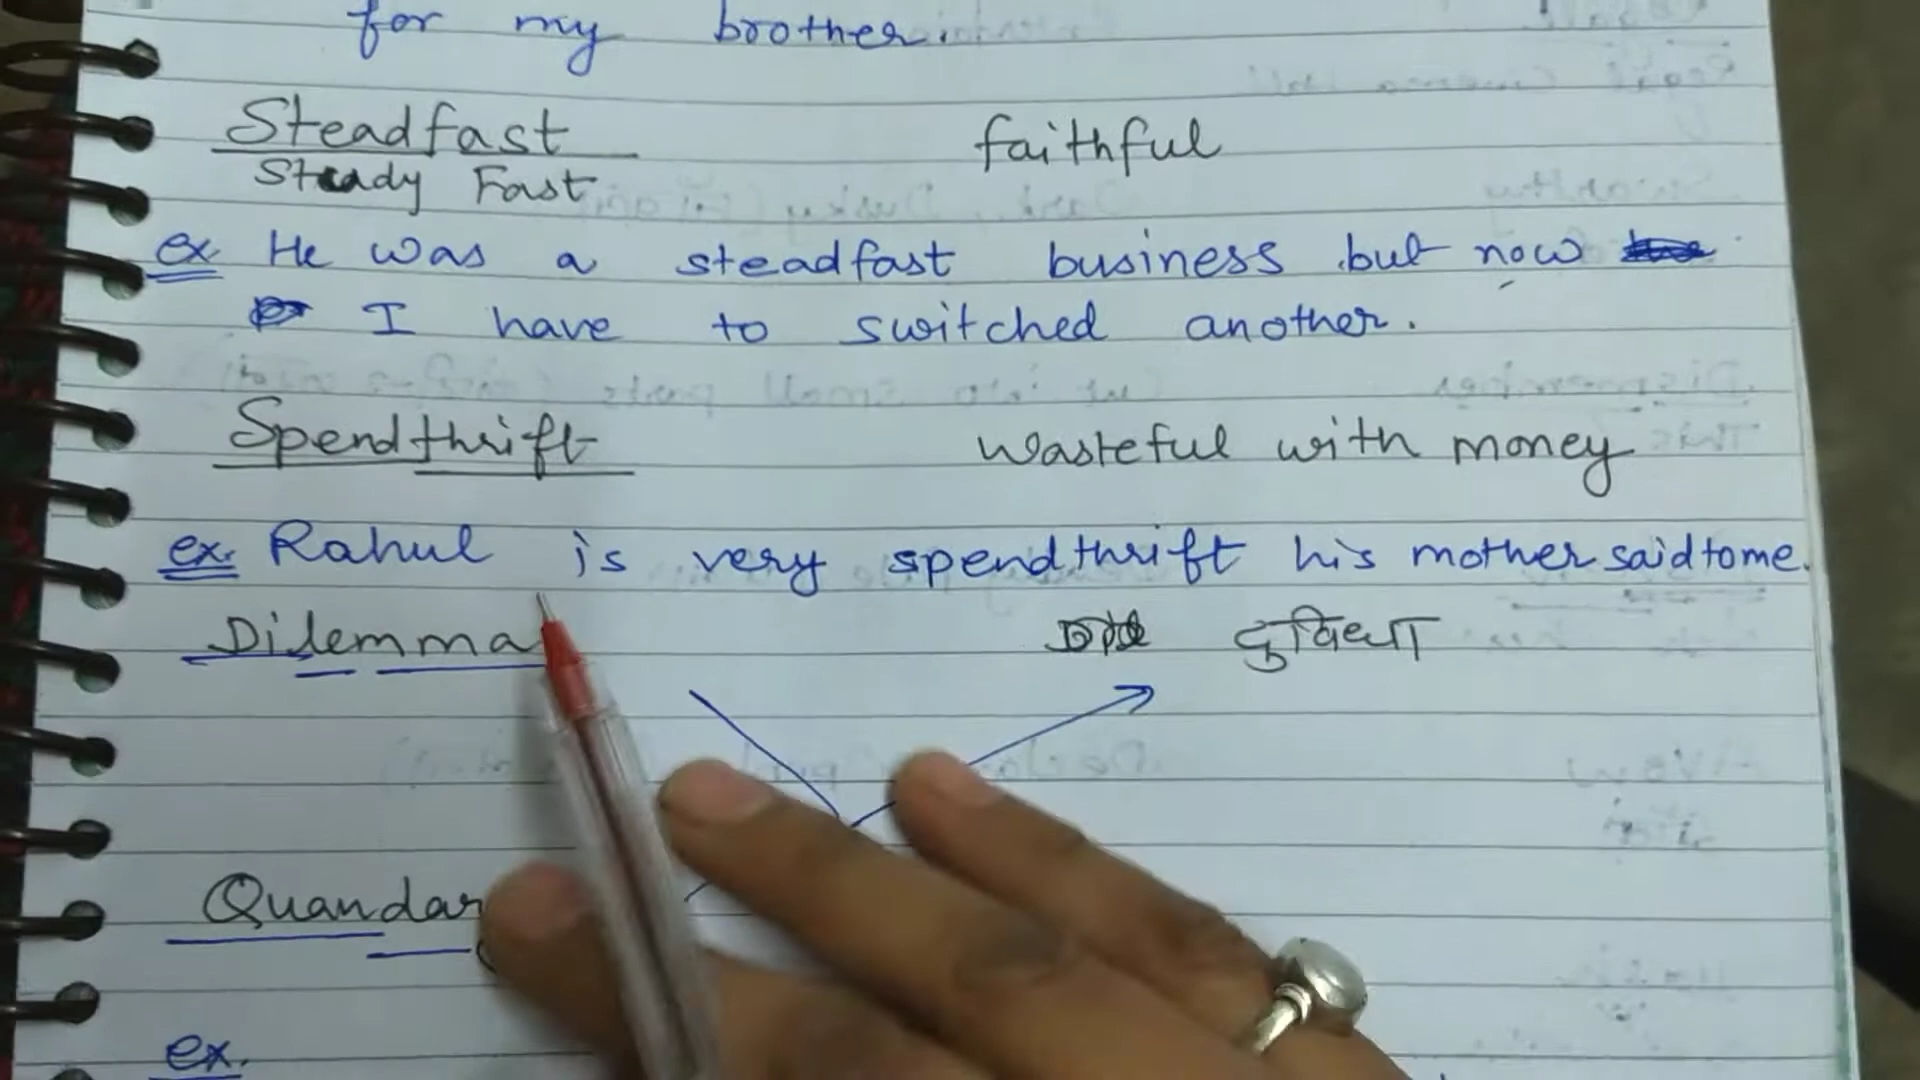 for my brother.
Steadfast faithful
Steady Fast
ex. He was a steadfast business but now
I have to switched another.
Spendthrift Wasteful with money
ex. Rahul is very spendthrift his mother said to me.
Dilemma दुविधा
Quandar
ex.